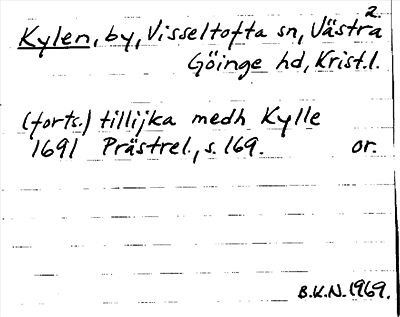 2.
Kylen, by, Visseltofta sn, Västra
Göinge hd, Krist.l.
(forts.) tillijka medh Kylle
1691 Prästrel., s. 169. or.
B.K.N. 1969.